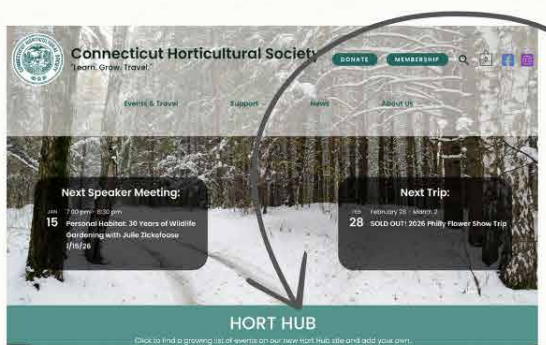 Connecticut Horticultural Society
"Learn. Grow. Travel."
DONATE
MEMBERSHIP
0
Events & Travel
Support
News
About Us
Next Speaker Meeting:
JAN
15
7:00 pm - 8:30 pm
Personal Habitat: 30 Years of Wildlife
Gardening with Julie Zickefoose
1/15/26
Next Trip:
FEB
28
February 28 - March 2
SOLD OUT! 2026 Philly Flower Show Trip
HORT HUB
Click to find a growing list of events on our new Hort Hub site and add your own.